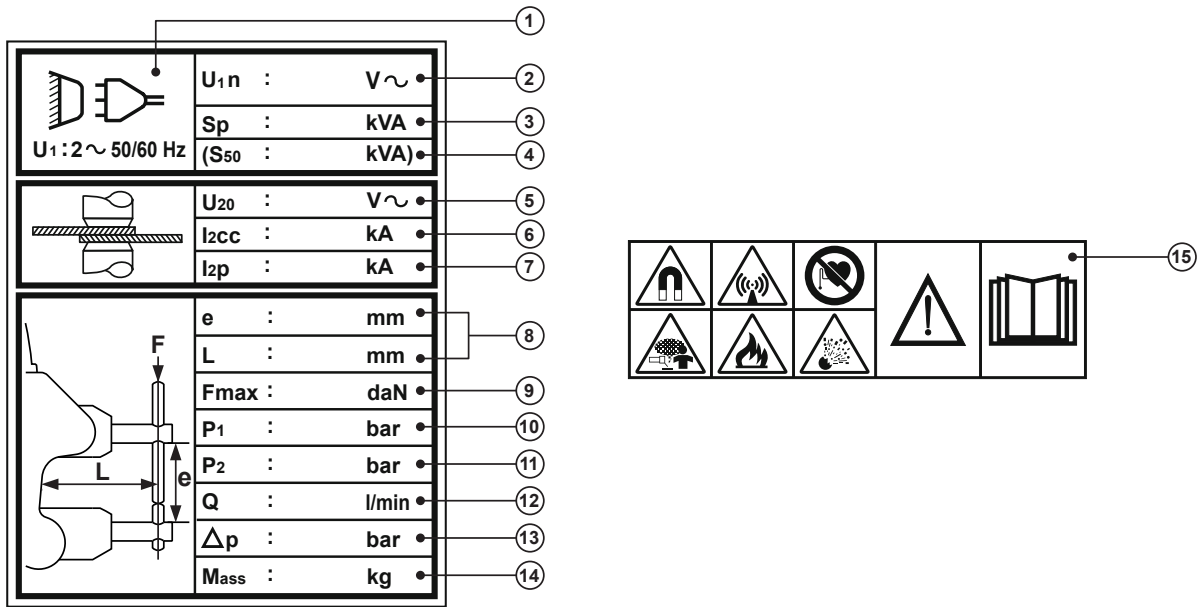 1
U1n : V~ 2
Sp : kVA 3
U1:2~ 50/60 Hz (S50 : kVA) 4
U20 : V~ 5
I2cc : kA 6
I2p : kA 7
e : mm
L : mm
8
F
Fmax : daN 9
P1 : bar 10
L e
P2 : bar 11
Q : l/min 12
Δp : bar 13
Mass : kg 14
15